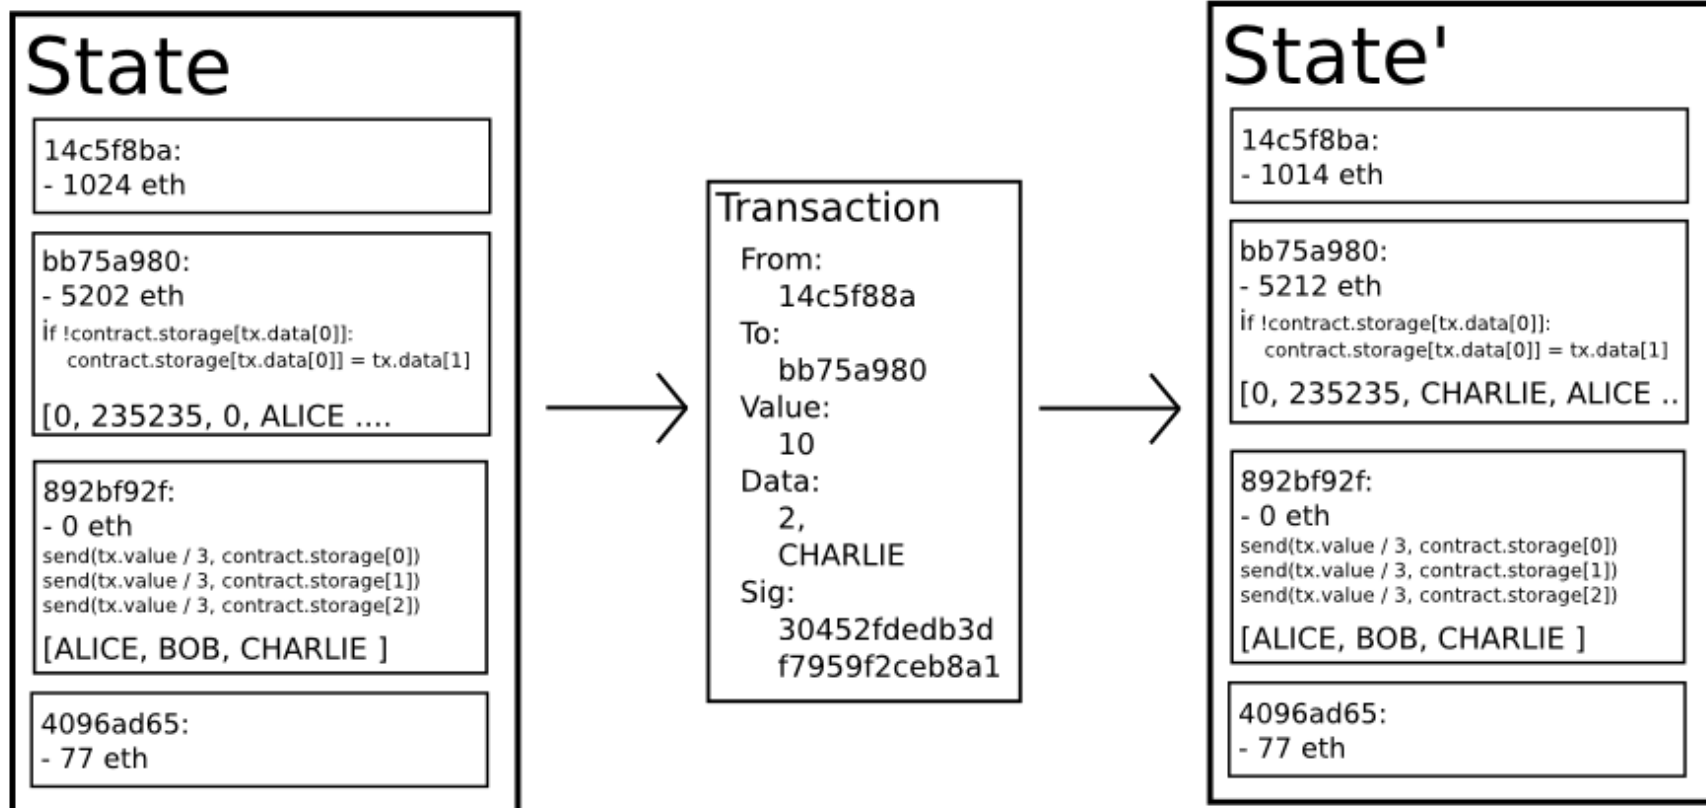 State
14c5f8ba:
- 1024 eth
bb75a980:
- 5202 eth
if !contract.storage[tx.data[0]]:
contract.storage[tx.data[0]] = tx.data[1]
[0, 235235, 0, ALICE ....
892bf92f:
- 0 eth
send(tx.value / 3, contract.storage[0])
send(tx.value / 3, contract.storage[1])
send(tx.value / 3, contract.storage[2])
[ALICE, BOB, CHARLIE ]
4096ad65:
- 77 eth
Transaction
From:
14c5f88a
To:
bb75a980
Value:
10
Data:
2,
CHARLIE
Sig:
30452fdedb3d
f7959f2ceb8a1
State'
14c5f8ba:
- 1014 eth
bb75a980:
- 5212 eth
if !contract.storage[tx.data[0]]:
contract.storage[tx.data[0]] = tx.data[1]
[0, 235235, CHARLIE, ALICE ..
892bf92f:
- 0 eth
send(tx.value / 3, contract.storage[0])
send(tx.value / 3, contract.storage[1])
send(tx.value / 3, contract.storage[2])
[ALICE, BOB, CHARLIE ]
4096ad65:
- 77 eth